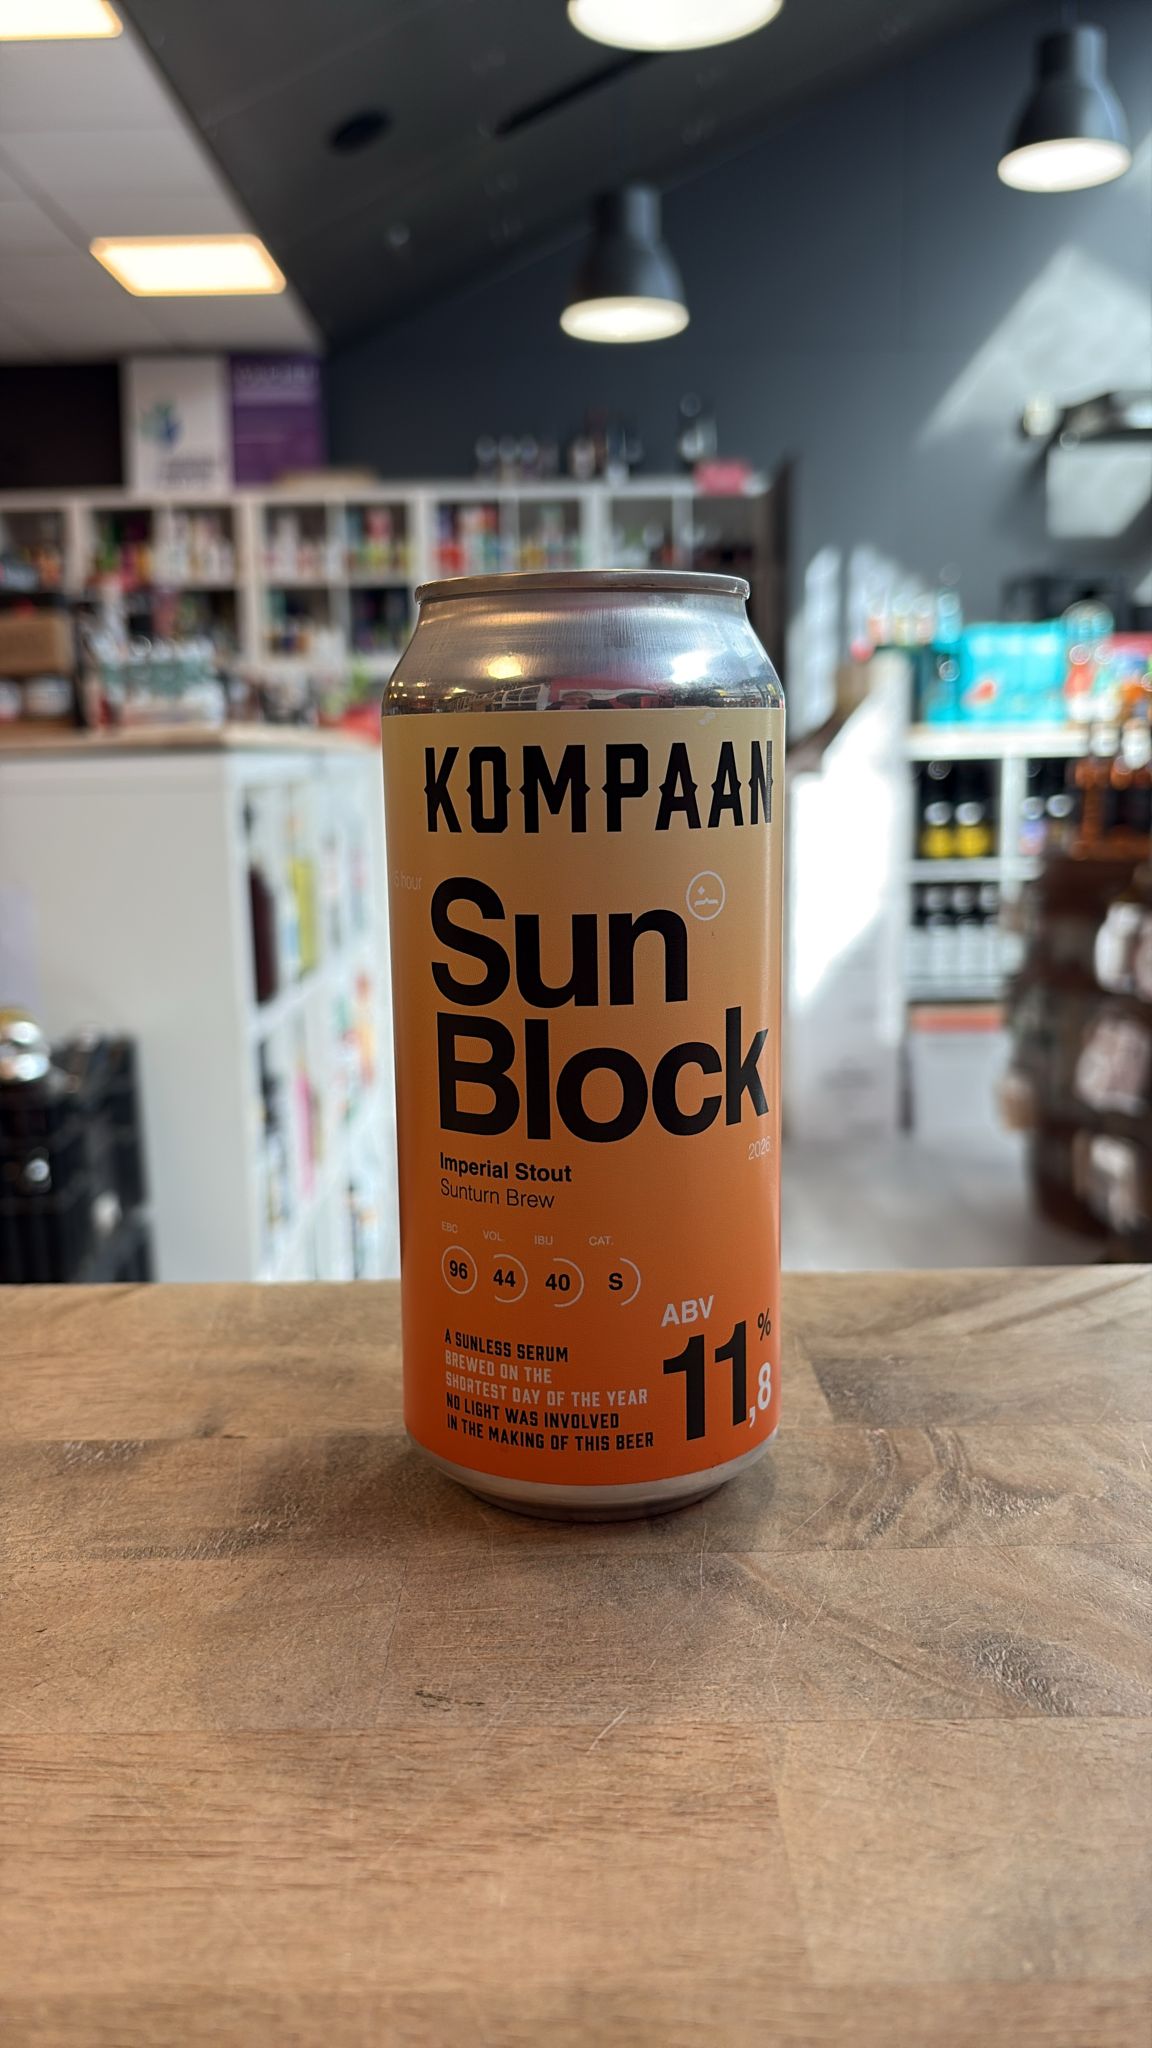 KOMPAAN
5 hour
Sun
Block
2026
Imperial Stout
Sunturn Brew
EBC VOL. IBU CAT.
96 44 40 S
ABV
11,8 %
A SUNLESS SERUM
BREWED ON THE
SHORTEST DAY OF THE YEAR
NO LIGHT WAS INVOLVED
IN THE MAKING OF THIS BEER